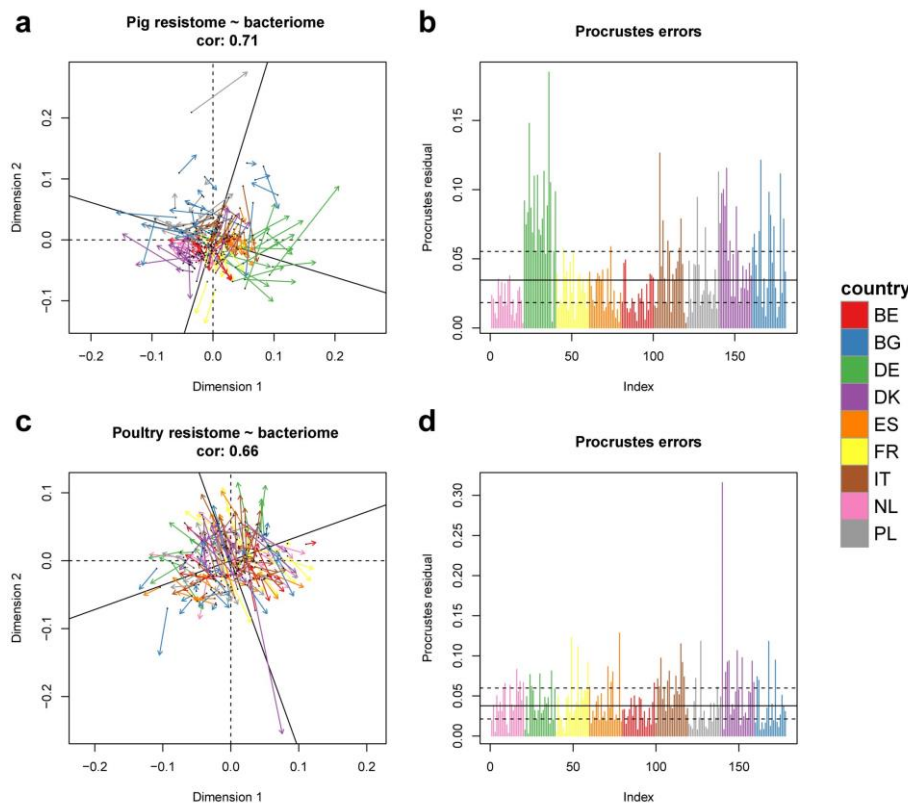 a
Pig resistome ~ bacteriome
cor: 0.71
Dimension 2
0.2
0.1
0.0
−0.1
−0.2
−0.1
0.0
0.1
0.2
Dimension 1
b
Procrustes errors
Procrustes residual
0.15
0.10
0.05
0.00
0
50
100
150
Index
country
BE
BG
DE
DK
ES
FR
IT
NL
PL
c
Poultry resistome ~ bacteriome
cor: 0.66
Dimension 2
0.1
0.0
−0.1
−0.2
−0.2
−0.1
0.0
0.1
0.2
Dimension 1
d
Procrustes errors
Procrustes residual
0.30
0.25
0.20
0.15
0.10
0.05
0.00
0
50
100
150
Index